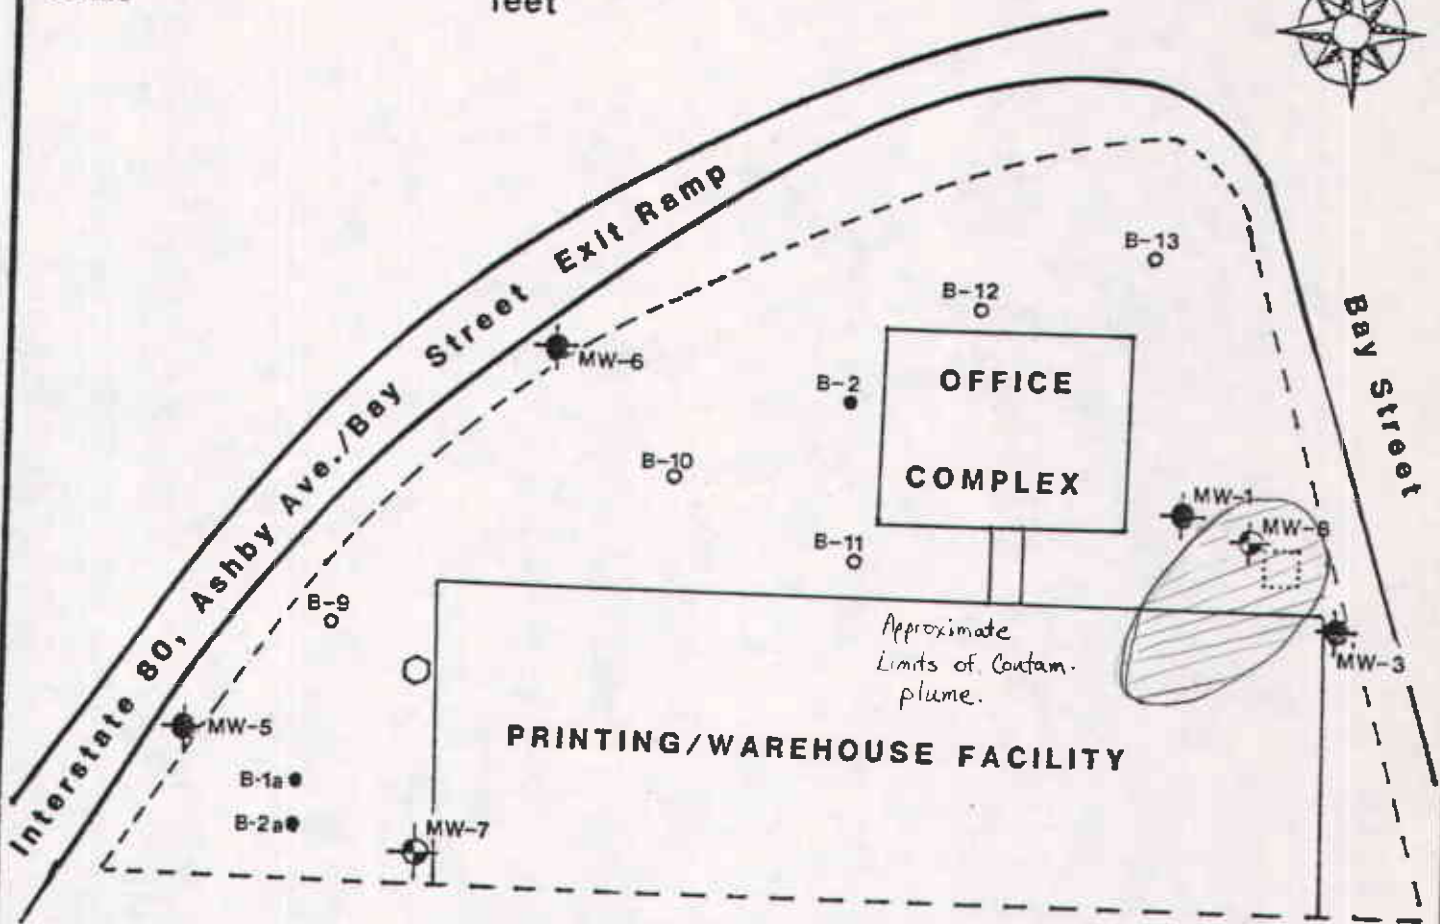 feet
Interstate 80, Ashby Ave./Bay Street Exit Ramp
Bay Street
B-13
B-12
MW-6
B-2
OFFICE
COMPLEX
B-10
MW-1
B-11
B-9
Approximate
Limits of Contam.
plume.
MW-3
MW-5
PRINTING/WAREHOUSE FACILITY
B-1a
B-2a
MW-7